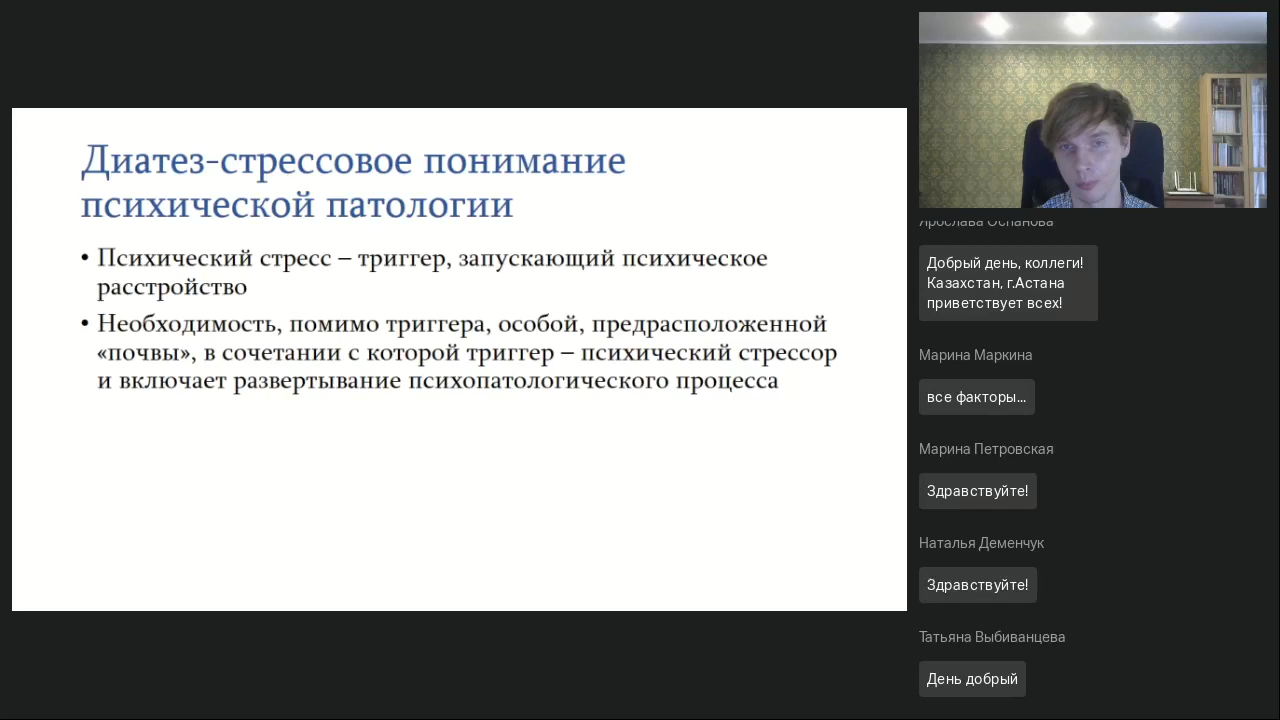 Диатез-стрессовое понимание
психической патологии
• Психический стресс – триггер, запускающий психическое
расстройство
• Необходимость, помимо триггера, особой, предрасположенной
«почвы», в сочетании с которой триггер – психический стрессор
и включает развертывание психопатологического процесса
Ярослава Оспанова
Добрый день, коллеги!
Казахстан, г.Астана
приветствует всех!
Марина Маркина
все факторы...
Марина Петровская
Здравствуйте!
Наталья Деменчук
Здравствуйте!
Татьяна Выбиванцева
День добрый